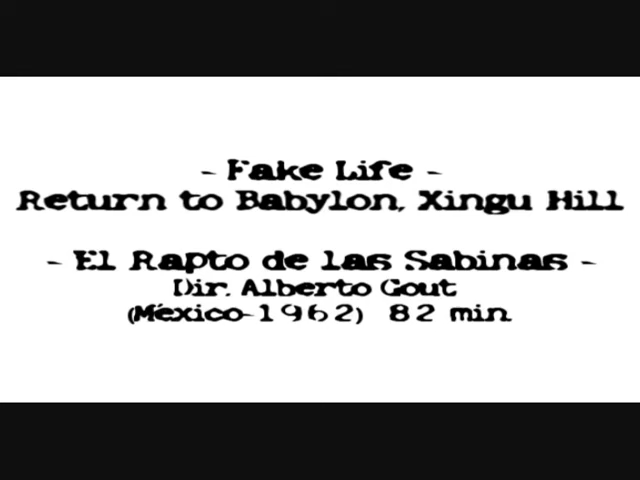 - Fake Life -
Return to Babylon, Xingu Hill
- El Rapto de las Sabinas -
Dir. Alberto Gout
(México-1962) 82 min